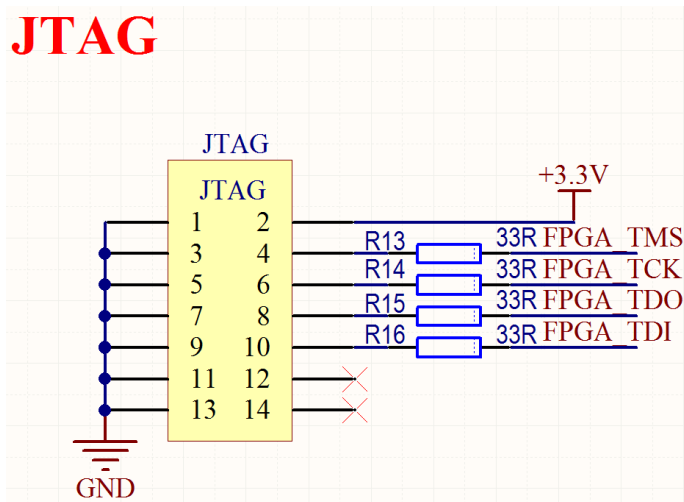 JTAG
JTAG
JTAG
+3.3V
1 2
3 4 R13 33R FPGA_TMS
5 6 R14 33R FPGA_TCK
7 8 R15 33R FPGA_TDO
9 10 R16 33R FPGA_TDI
11 12
13 14
GND